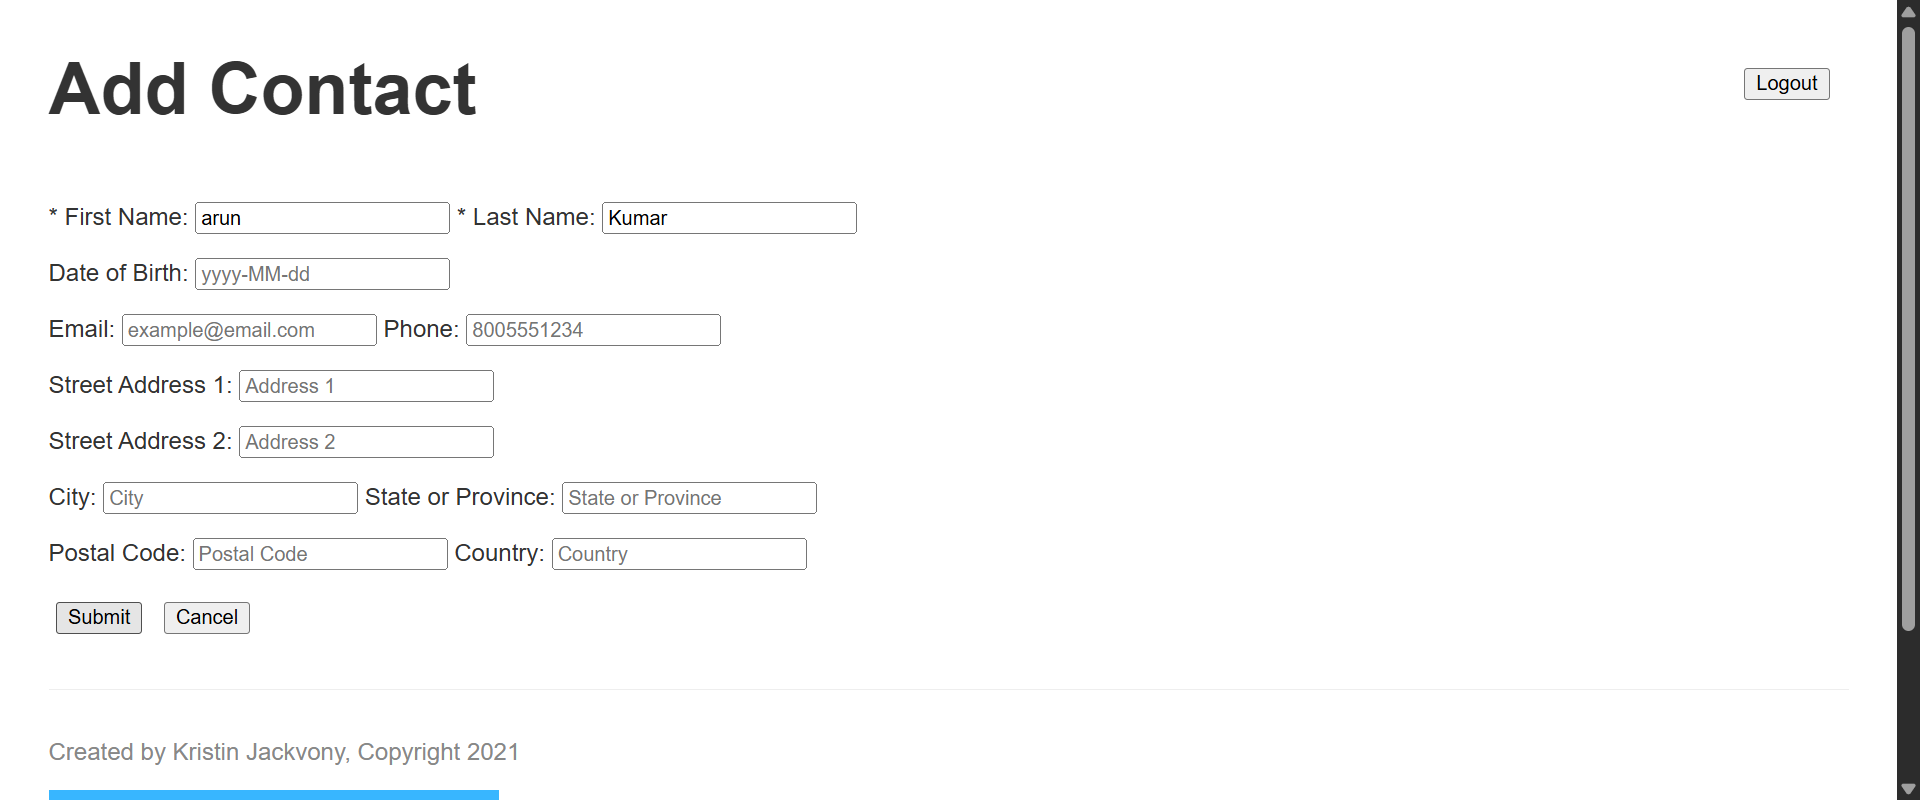 Add Contact
Logout
* First Name: arun * Last Name: Kumar
Date of Birth: yyyy-MM-dd
Email: example@email.com Phone: 8005551234
Street Address 1: Address 1
Street Address 2: Address 2
City: City State or Province: State or Province
Postal Code: Postal Code Country: Country
Submit Cancel
Created by Kristin Jackvony, Copyright 2021